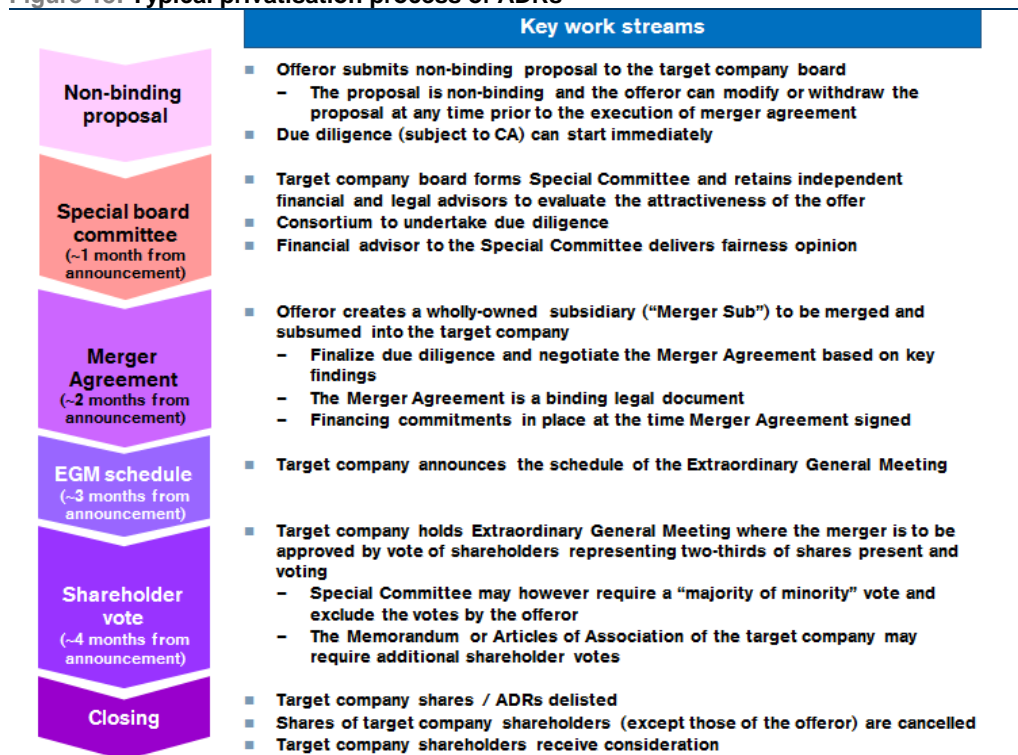 Figure 13: Typical privatisation process of ADRs
Key work streams
Non-binding
proposal
■ Offeror submits non-binding proposal to the target company board
– The proposal is non-binding and the offeror can modify or withdraw the
proposal at any time prior to the execution of merger agreement
■ Due diligence (subject to CA) can start immediately
Special board
committee
(~1 month from
announcement)
■ Target company board forms Special Committee and retains independent
financial and legal advisors to evaluate the attractiveness of the offer
■ Consortium to undertake due diligence
■ Financial advisor to the Special Committee delivers fairness opinion
Merger
Agreement
(~2 months from
announcement)
■ Offeror creates a wholly-owned subsidiary (“Merger Sub”) to be merged and
subsumed into the target company
– Finalize due diligence and negotiate the Merger Agreement based on key
findings
– The Merger Agreement is a binding legal document
– Financing commitments in place at the time Merger Agreement signed
EGM schedule
(~3 months from
announcement)
■ Target company announces the schedule of the Extraordinary General Meeting
Shareholder
vote
(~4 months from
announcement)
■ Target company holds Extraordinary General Meeting where the merger is to be
approved by vote of shareholders representing two-thirds of shares present and
voting
– Special Committee may however require a “majority of minority” vote and
exclude the votes by the offeror
– The Memorandum or Articles of Association of the target company may
require additional shareholder votes
Closing
■ Target company shares / ADRs delisted
■ Shares of target company shareholders (except those of the offeror) are cancelled
■ Target company shareholders receive consideration